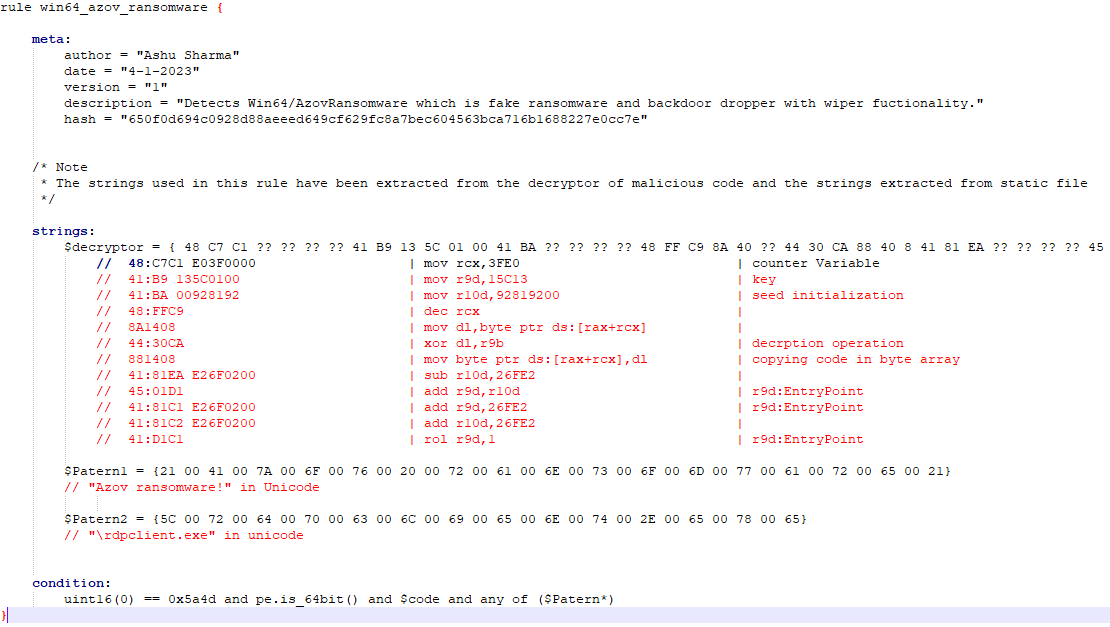 rule win64_azov_ransomware {
meta:
author = "Ashu Sharma"
date = "4-1-2023"
version = "1"
description = "Detects Win64/AzovRansomware which is fake ransomware and backdoor dropper with wiper fuctionality."
hash = "650f0d694c0928d88aeeed649cf629fc8a7bec604563bca716b1688227e0cc7e"
/* Note
* The strings used in this rule have been extracted from the decryptor of malicious code and the strings extracted from static file
*/
strings:
$decryptor = { 48 C7 C1 ?? ?? ?? ?? 41 B9 13 5C 01 00 41 BA ?? ?? ?? ?? 48 FF C9 8A 40 ?? 44 30 CA 88 40 8 41 81 EA ?? ?? ?? ?? 45
// 48:C7C1 E03F0000 | mov rcx,3FE0 | counter Variable
// 41:B9 135C0100 | mov r9d,15C13 | key
// 41:BA 00928192 | mov r10d,92819200 | seed initialization
// 48:FFC9 | dec rcx |
// 8A1408 | mov dl,byte ptr ds:[rax+rcx] |
// 44:30CA | xor dl,r9b | decrption operation
// 881408 | mov byte ptr ds:[rax+rcx],dl | copying code in byte array
// 41:81EA E26F0200 | sub r10d,26FE2 |
// 45:01D1 | add r9d,r10d | r9d:EntryPoint
// 41:81C1 E26F0200 | add r9d,26FE2 | r9d:EntryPoint
// 41:81C2 E26F0200 | add r10d,26FE2 |
// 41:D1C1 | rol r9d,1 | r9d:EntryPoint
$Patern1 = {21 00 41 00 7A 00 6F 00 76 00 20 00 72 00 61 00 6E 00 73 00 6F 00 6D 00 77 00 61 00 72 00 65 00 21}
// "Azov ransomware!" in Unicode
$Patern2 = {5C 00 72 00 64 00 70 00 63 00 6C 00 69 00 65 00 6E 00 74 00 2E 00 65 00 78 00 65}
// "\rdpclient.exe" in unicode
condition:
uint16(0) == 0x5a4d and pe.is_64bit() and $code and any of ($Patern*)
}